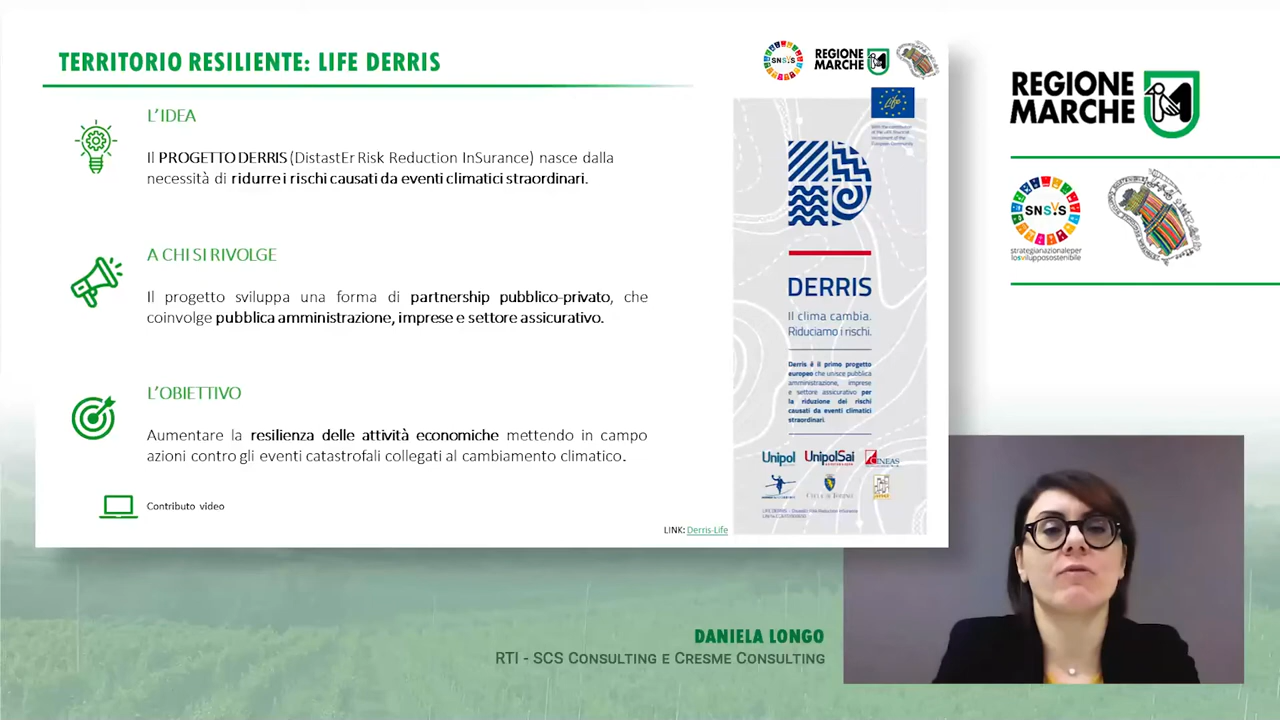 TERRITORIO RESILIENTE: LIFE DERRIS
SNSVS
REGIONE
MARCHE
L'IDEA
Il PROGETTO DERRIS (DistastEr Risk Reduction InSurance) nasce dalla
necessità di ridurre i rischi causati da eventi climatici straordinari.
A CHI SI RIVOLGE
Il progetto sviluppa una forma di partnership pubblico-privato, che
coinvolge pubblica amministrazione, imprese e settore assicurativo.
L'OBIETTIVO
Aumentare la resilienza delle attività economiche mettendo in campo
azioni contro gli eventi catastrofali collegati al cambiamento climatico.
Contributo video
LINK: Derris-Life
Life
DERRIS
Il clima cambia.
Riduciamo i rischi.
Derris è il primo progetto
europeo che unisce pubblica
amministrazione, imprese
e settore assicurativo per
la riduzione dei rischi
causati da eventi climatici
straordinari.
Unipol
UnipolSai
CINEAS
REGIONE
MARCHE
SNSVS
strategianazionaleper
losviluppososteni​bile
DANIELA LONGO
RTI - SCS CONSULTING E CRESME CONSULTING